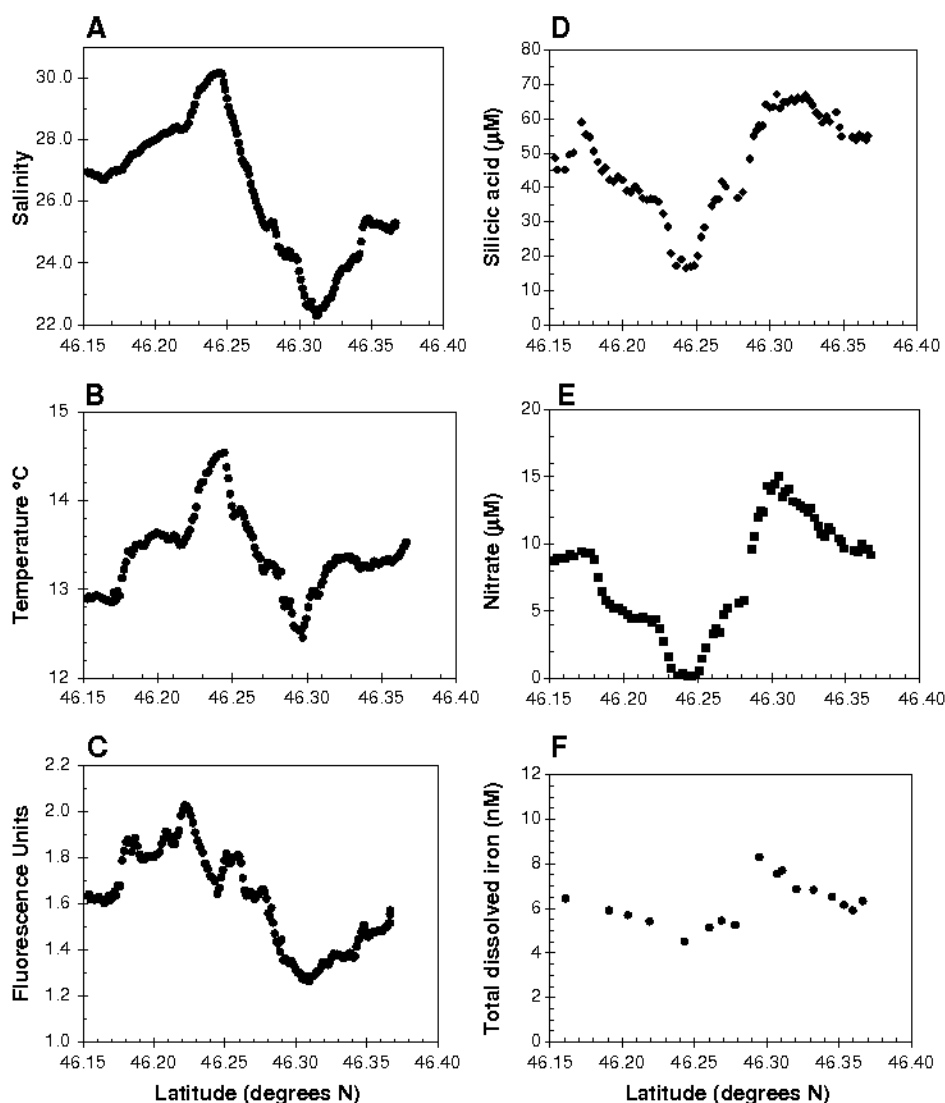 A
Salinity
30.0
28.0
26.0
24.0
22.0
46.15 46.20 46.25 46.30 46.35 46.40
B
Temperature °C
15
14
13
12
46.15 46.20 46.25 46.30 46.35 46.40
C
Fluorescence Units
2.2
2.0
1.8
1.6
1.4
1.2
1.0
46.15 46.20 46.25 46.30 46.35 46.40
Latitude (degrees N)
D
Silicic acid (µM)
80
70
60
50
40
30
20
10
0
46.15 46.20 46.25 46.30 46.35 46.40
E
Nitrate (µM)
20
15
10
5
0
46.15 46.20 46.25 46.30 46.35 46.40
F
Total dissolved iron (nM)
12
10
8
6
4
2
0
46.15 46.20 46.25 46.30 46.35 46.40
Latitude (degrees N)